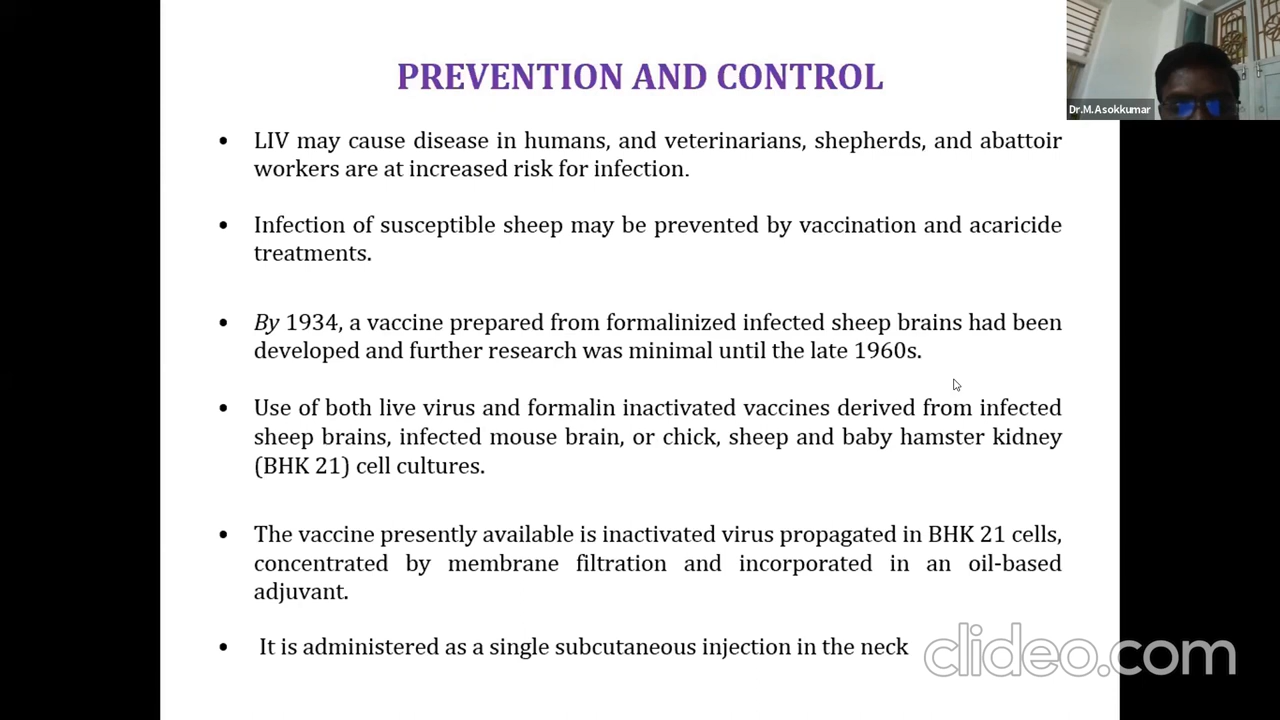 PREVENTION AND CONTROL
Dr.M.Asokkumar
• LIV may cause disease in humans, and veterinarians, shepherds, and abattoir
workers are at increased risk for infection.
• Infection of susceptible sheep may be prevented by vaccination and acaricide
treatments.
• By 1934, a vaccine prepared from formalinized infected sheep brains had been
developed and further research was minimal until the late 1960s.
• Use of both live virus and formalin inactivated vaccines derived from infected
sheep brains, infected mouse brain, or chick, sheep and baby hamster kidney
(BHK 21) cell cultures.
• The vaccine presently available is inactivated virus propagated in BHK 21 cells,
concentrated by membrane filtration and incorporated in an oil-based
adjuvant.
• It is administered as a single subcutaneous injection in the neck
clideo.com